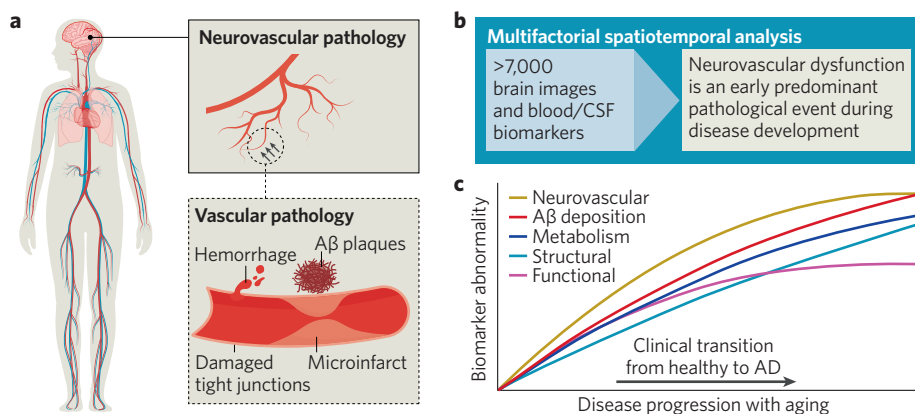 a
Neurovascular pathology
Vascular pathology
Hemorrhage
Aβ plaques
Damaged
tight junctions
Microinfarct
b
Multifactorial spatiotemporal analysis
>7,000
brain images
and blood/CSF
biomarkers
Neurovascular dysfunction
is an early predominant
pathological event during
disease development
c
Biomarker abnormality
Neurovascular
Aβ deposition
Metabolism
Structural
Functional
Clinical transition
from healthy to AD
Disease progression with aging